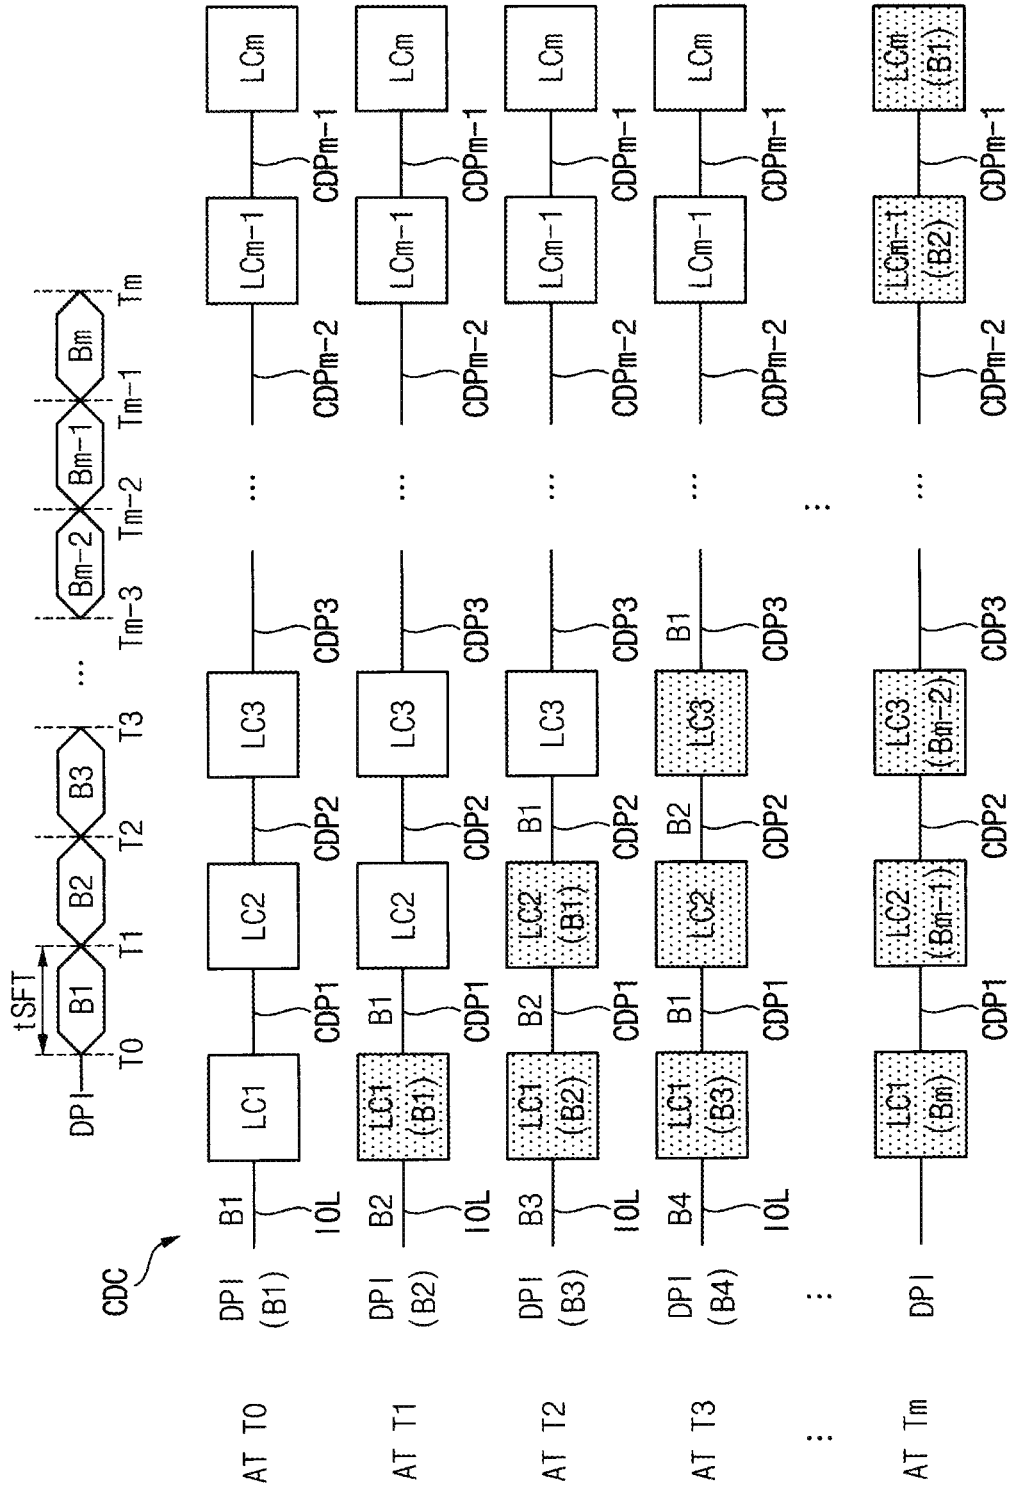 tSFT
DPI B1 B2 B3 ... Bm-2 Bm-1 Bm
T0 T1 T2 T3 Tm-3 Tm-2 Tm-1 Tm
CDC
AT T0 DPI B1 LC1 LC2 LC3 ... LCm-1 LCm
(B1)
IOL CDP1 CDP2 CDP3 CDPm-2 CDPm-1
AT T1 DPI B2 LC1 B1 LC2 LC3 ... LCm-1 LCm
(B2) (B1)
IOL CDP1 CDP2 CDP3 CDPm-2 CDPm-1
AT T2 DPI B3 LC1 B2 LC2 B1 LC3 ... LCm-1 LCm
(B3) (B2) (B1)
IOL CDP1 CDP2 CDP3 CDPm-2 CDPm-1
AT T3 DPI B4 LC1 B1 LC2 B2 LC3 B1 ... LCm-1 LCm
(B4) (B3)
IOL CDP1 CDP2 CDP3 CDPm-2 CDPm-1
... ... ...
AT Tm DPI LC1 LC2 LC3 ... LCm-1 LCm
(Bm) (Bm-1) (Bm-2) (B2) (B1)
CDP1 CDP2 CDP3 CDPm-2 CDPm-1